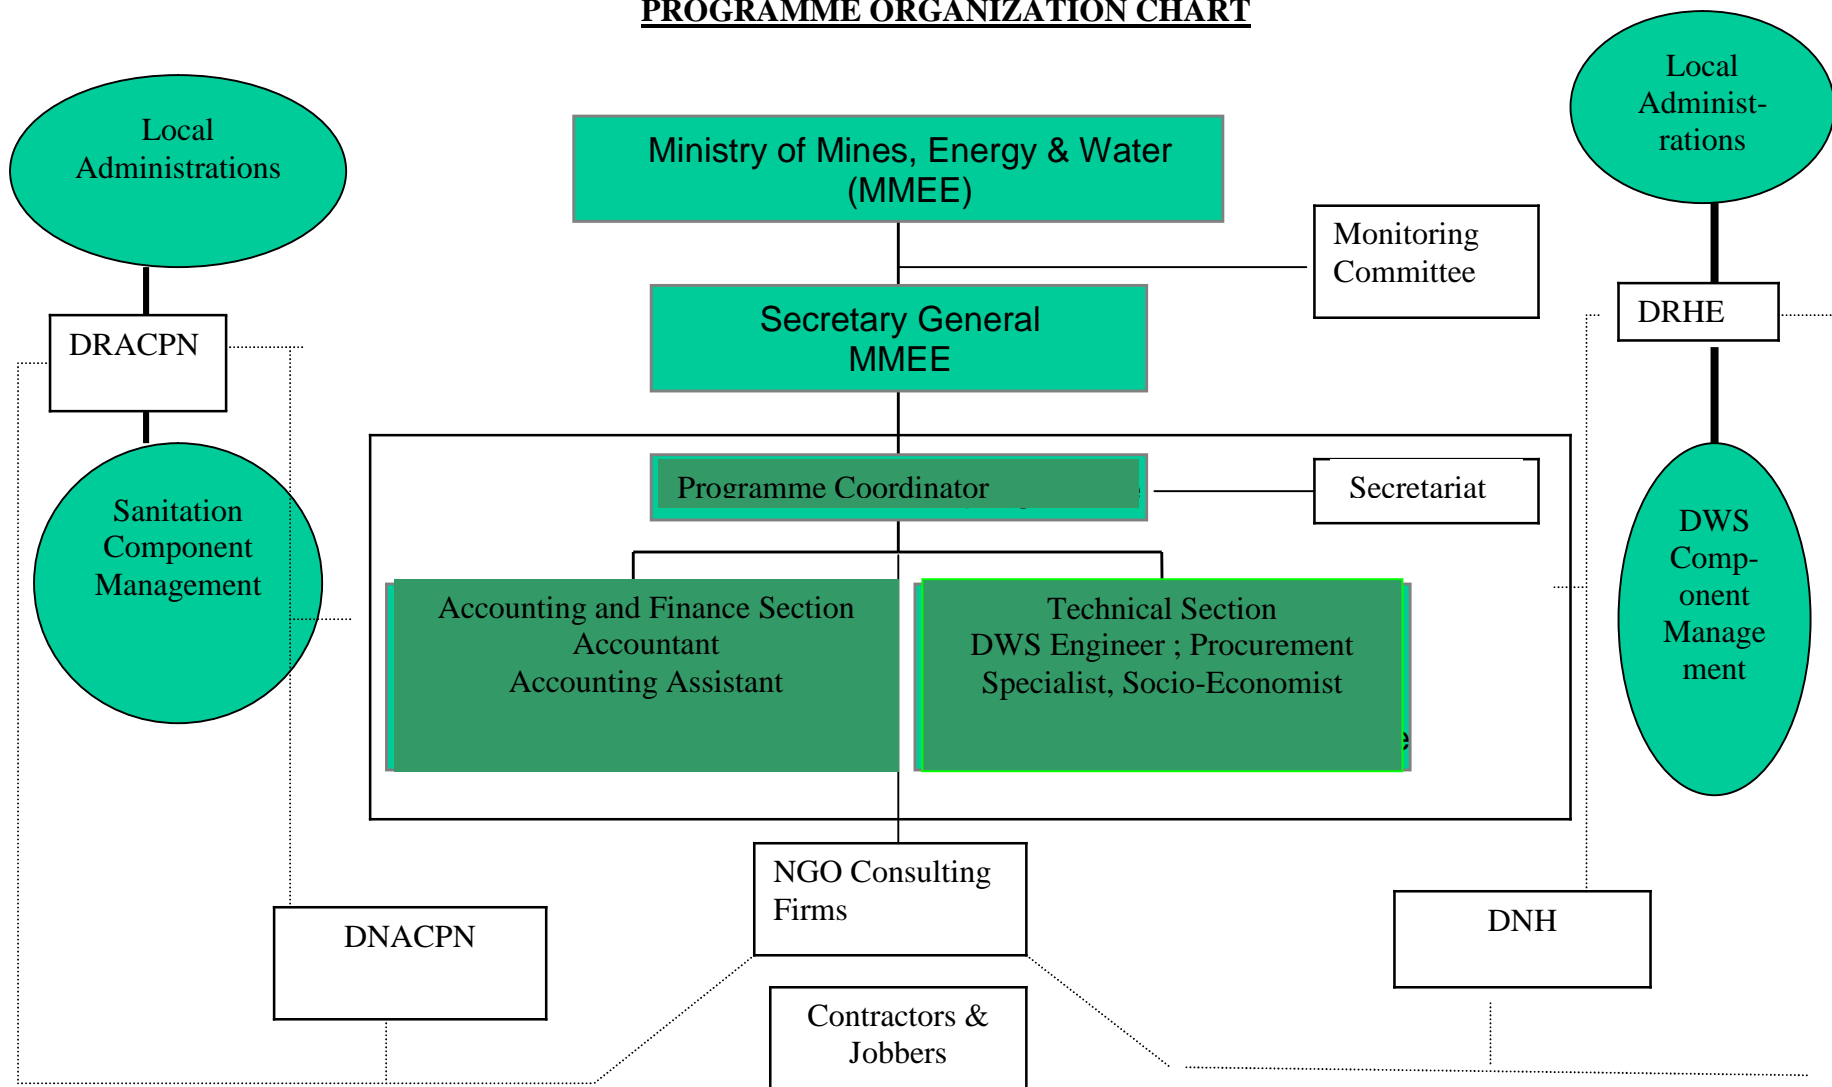 PROGRAMME ORGANIZATION CHART
Local
Administrations
Ministry of Mines, Energy & Water
(MMEE)
Local
Administ-
rations
Monitoring
Committee
DRACPN
Secretary General
MMEE
DRHE
Programme Coordinator
Secretariat
Sanitation
Component
Management
Accounting and Finance Section
Accountant
Accounting Assistant
Technical Section
DWS Engineer ; Procurement
Specialist, Socio-Economist
DWS
Comp-
onent
Manage
ment
NGO Consulting
Firms
DNACPN
DNH
Contractors &
Jobbers